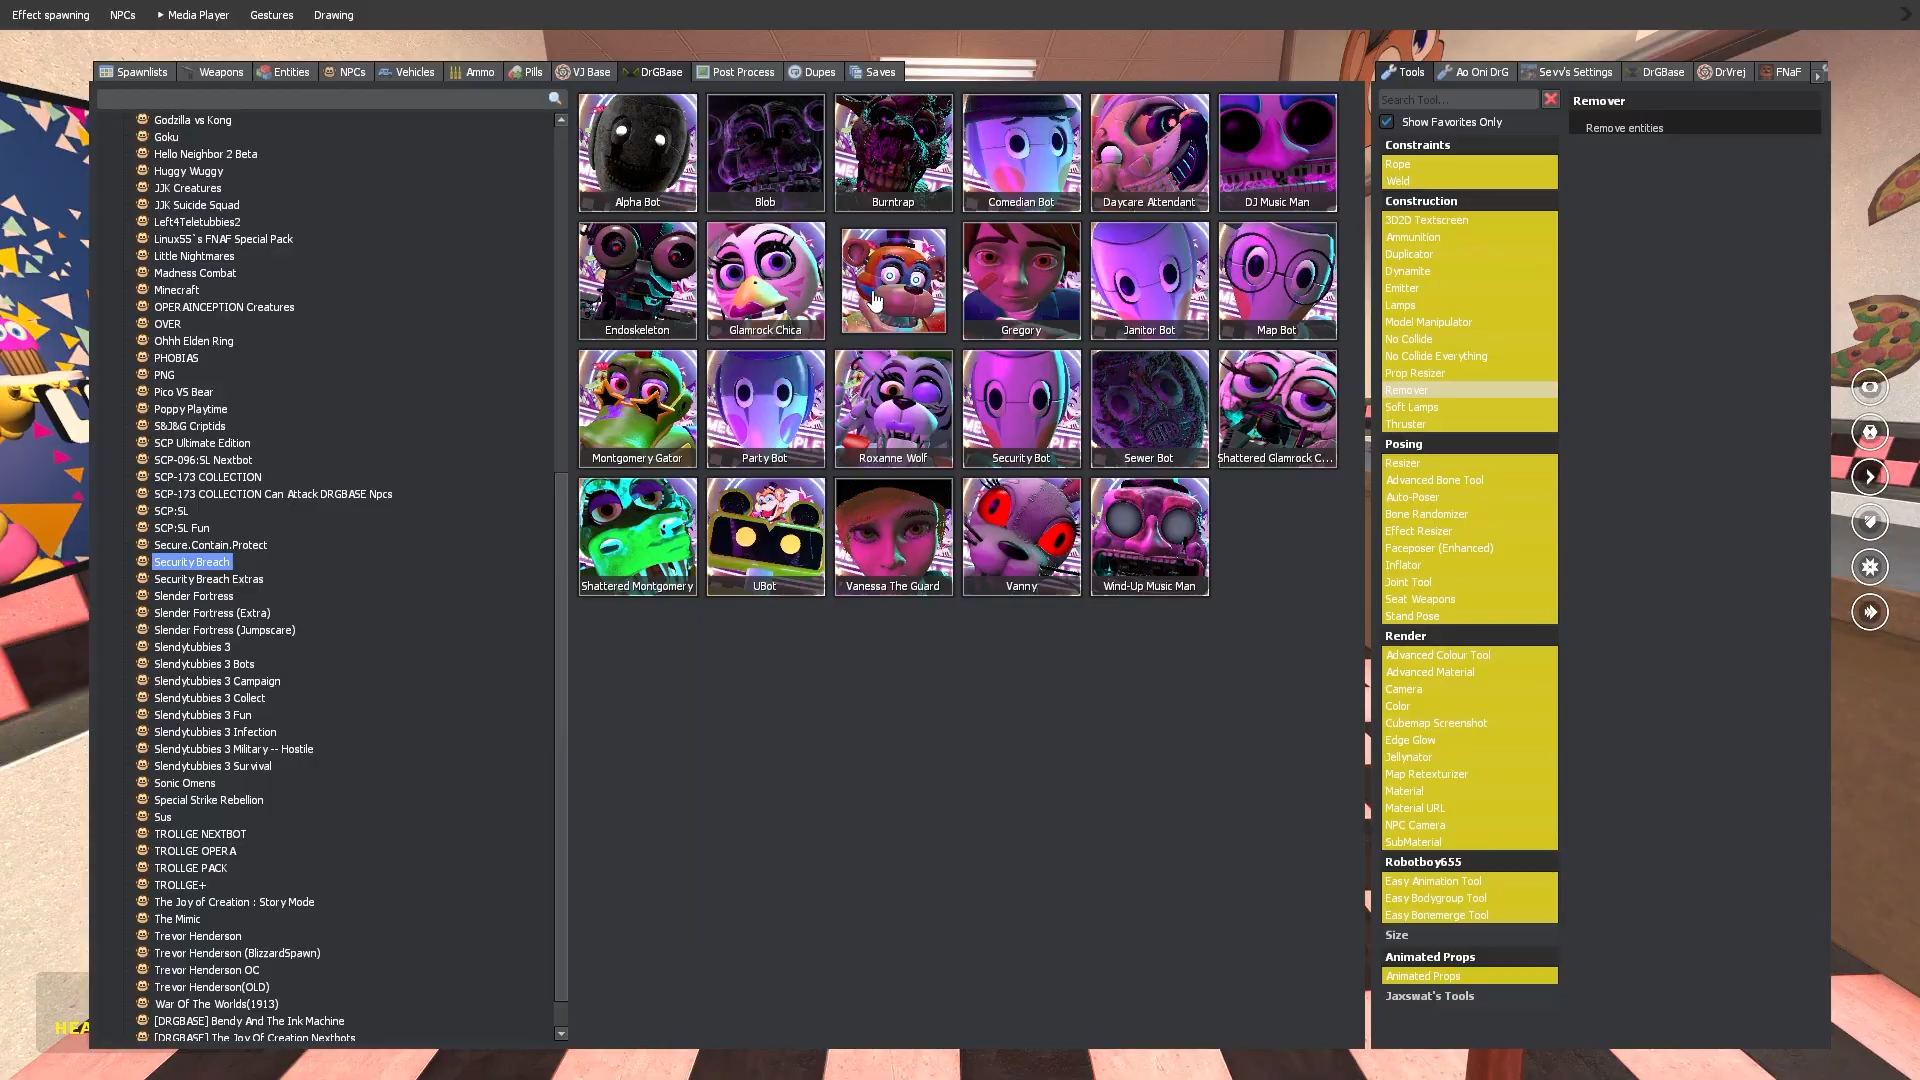 Effect spawning NPCs Media Player Gestures Drawing
Spawnlists Weapons Entities NPCs Vehicles Ammo Pills VJ Base DrGBase Post Process Dupes Saves
Godzilla vs Kong
Goku
Hello Neighbor 2 Beta
Huggy Wuggy
JJK Creatures
JJK Suicide Squad
Left4Teletubbies2
Linux55`s FNAF Special Pack
Little Nightmares
Madness Combat
Minecraft
OPERAINCEPTION Creatures
OVER
Ohhh Elden Ring
PHOBIAS
PNG
Pico VS Bear
Poppy Playtime
S&J&G Criptids
SCP Ultimate Edition
SCP-096:SL Nextbot
SCP-173 COLLECTION
SCP-173 COLLECTION Can Attack DRGBASE Npcs
SCP:SL
SCP:SL Fun
Secure.Contain.Protect
Security Breach
Security Breach Extras
Slender Fortress
Slender Fortress (Extra)
Slender Fortress (Jumpscare)
Slendytubbies 3
Slendytubbies 3 Bots
Slendytubbies 3 Campaign
Slendytubbies 3 Collect
Slendytubbies 3 Fun
Slendytubbies 3 Infection
Slendytubbies 3 Military -- Hostile
Slendytubbies 3 Survival
Sonic Omens
Special Strike Rebellion
Sus
TROLLGE NEXTBOT
TROLLGE OPERA
TROLLGE PACK
TROLLGE+
The Joy of Creation : Story Mode
The Mimic
Trevor Henderson
Trevor Henderson (BlizzardSpawn)
Trevor Henderson OC
Trevor Henderson(OLD)
War Of The Worlds(1913)
[DRGBASE] Bendy And The Ink Machine
[DRGBASE] The Joy Of Creation Nextbots
HEA
Alpha Bot Blob Burntrap Comedian Bot Daycare Attendant DJ Music Man
Endoskeleton Glamrock Chica Gregory Janitor Bot Map Bot
Montgomery Gator Party Bot Roxanne Wolf Security Bot Sewer Bot Shattered Glamrock C...
Shattered Montgomery UBot Vanessa The Guard Vanny Wind-Up Music Man
Tools Ao Oni DrG Sevv's Settings DrGBase DrVrej FNaF
Search Tool...
Show Favorites Only
Constraints
Rope
Weld
Construction
3D2D Textscreen
Ammunition
Duplicator
Dynamite
Emitter
Lamps
Model Manipulator
No Collide
No Collide Everything
Prop Resizer
Remover
Soft Lamps
Thruster
Posing
Resizer
Advanced Bone Tool
Auto-Poser
Bone Randomizer
Effect Resizer
Faceposer (Enhanced)
Inflator
Joint Tool
Seat Weapons
Stand Pose
Render
Advanced Colour Tool
Advanced Material
Camera
Color
Cubemap Screenshot
Edge Glow
Jellynator
Map Retexturizer
Material
Material URL
NPC Camera
SubMaterial
Robotboy655
Easy Animation Tool
Easy Bodygroup Tool
Easy Bonemerge Tool
Size
Animated Props
Animated Props
Jaxswat's Tools
Remover
Remove entities